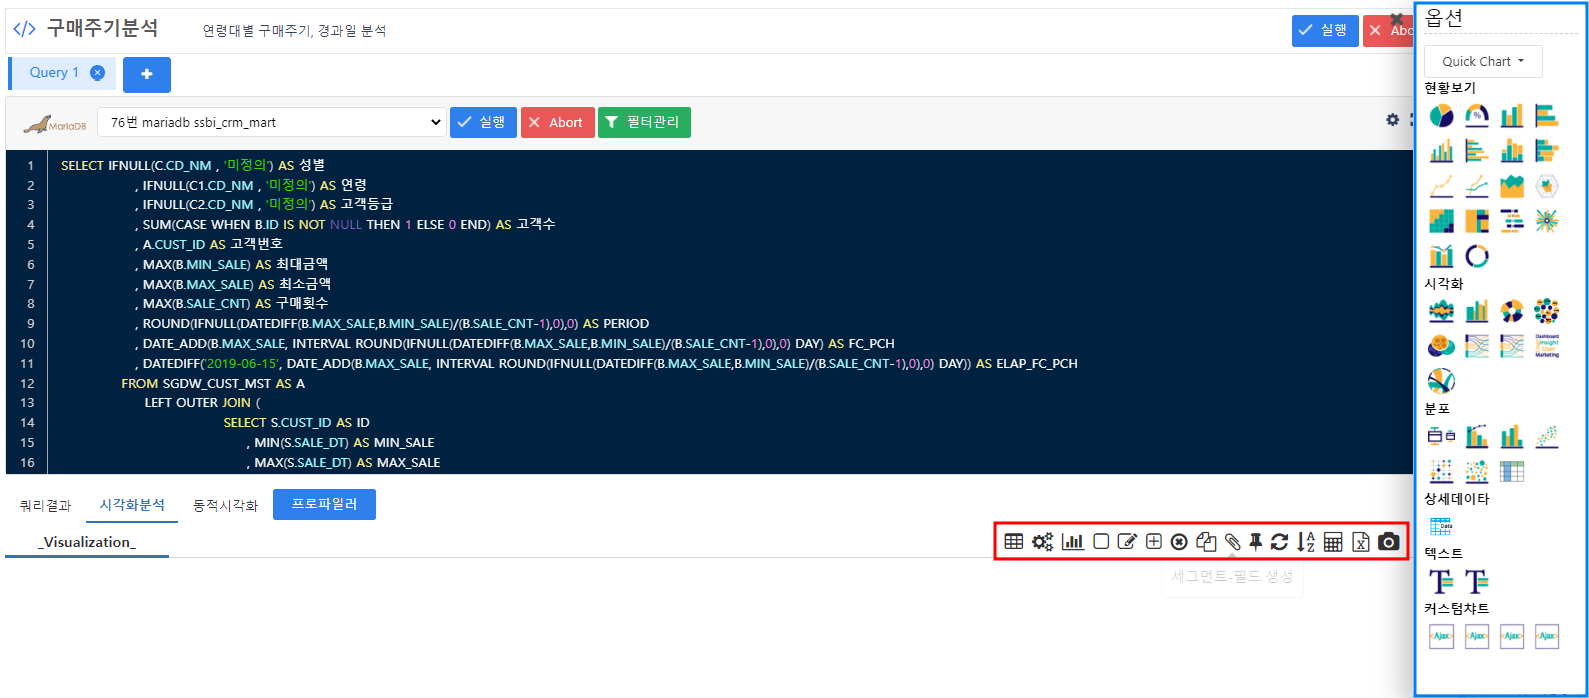 </> 구매주기분석 연령대별 구매주기, 경과일 분석 실행 Abo
Query 1
MariaDB 76번 mariadb ssbi_crm_mart 실행 Abort 필터관리
1 SELECT IFNULL(C.CD_NM , '미정의') AS 성별
2 , IFNULL(C1.CD_NM , '미정의') AS 연령
3 , IFNULL(C2.CD_NM , '미정의') AS 고객등급
4 , SUM(CASE WHEN B.ID IS NOT NULL THEN 1 ELSE 0 END) AS 고객수
5 , A.CUST_ID AS 고객번호
6 , MAX(B.MIN_SALE) AS 최대금액
7 , MAX(B.MAX_SALE) AS 최소금액
8 , MAX(B.SALE_CNT) AS 구매횟수
9 , ROUND(IFNULL(DATEDIFF(B.MAX_SALE,B.MIN_SALE)/(B.SALE_CNT-1),0),0) AS PERIOD
10 , DATE_ADD(B.MAX_SALE, INTERVAL ROUND(IFNULL(DATEDIFF(B.MAX_SALE,B.MIN_SALE)/(B.SALE_CNT-1),0),0) DAY) AS FC_PCH
11 , DATEDIFF('2019-06-15', DATE_ADD(B.MAX_SALE, INTERVAL ROUND(IFNULL(DATEDIFF(B.MAX_SALE,B.MIN_SALE)/(B.SALE_CNT-1),0),0) DAY)) AS ELAP_FC_PCH
12 FROM SGDW_CUST_MST AS A
13 LEFT OUTER JOIN (
14 SELECT S.CUST_ID AS ID
15 , MIN(S.SALE_DT) AS MIN_SALE
16 , MAX(S.SALE_DT) AS MAX_SALE
쿼리결과 시각화분석 동적시각화 프로파일러
_Visualization_
세그먼트-필드 생성
옵션
Quick Chart
현황보기
%
시각화
Dashboard
Insight
User
Marketing
분포
상세데이타
Data
텍스트
T T
커스텀챠트
<Ajax> <Ajax> <Ajax> <Ajax>